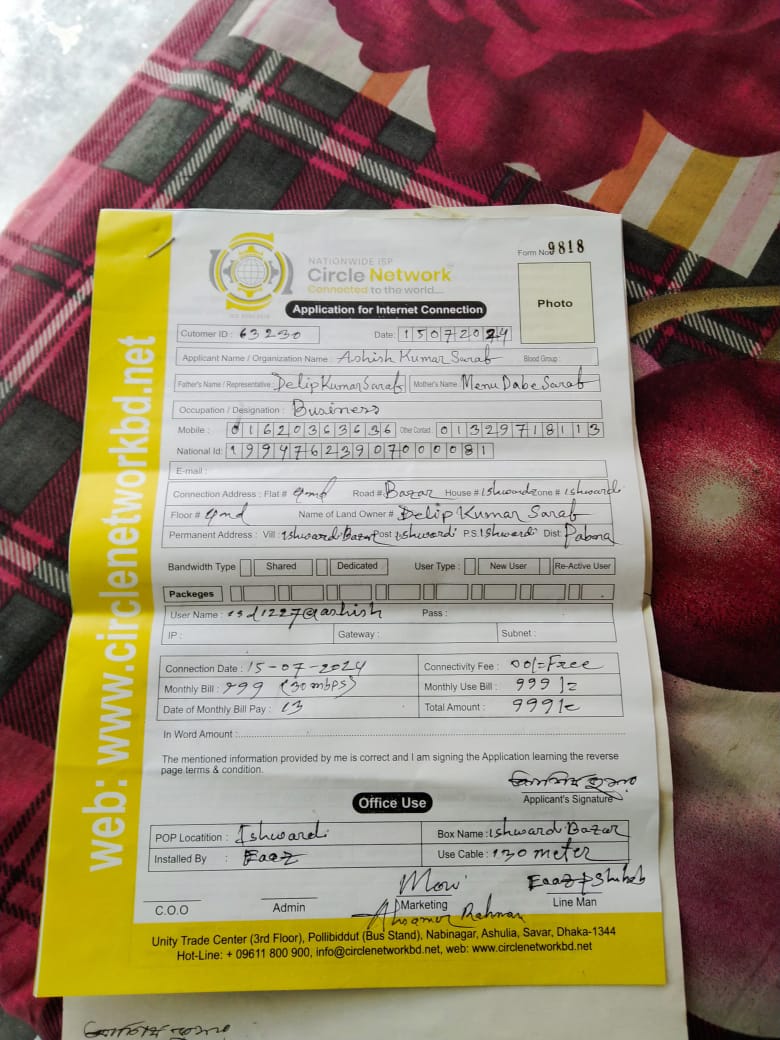 web: www.circlenetworkbd.net
NATIONWIDE ISP
Circle Network
Connected to the world....
Form No. 9818
Photo
Application for Internet Connection
Cutomer ID : 63230 Date: 15072024
Applicant Name / Organization Name : Ashish Kumar Saraf Blood Group :
Father's Name / Representative : Delip Kumar Saraf Mother's Name : Menu Dabe Saraf
Occupation / Designation : Business
Mobile : 01620363636 Other Contact : 01329718113
National Id: 19947623907000081
E-mail :
Connection Address : Flat # Road #: Bazar House # Ishwardi Zone # Ishwardi
Floor # Name of Land Owner # Delip Kumar Saraf
Permanent Address : Vill : Ishwardi Bazar Post : Ishwardi P.S. Ishwardi Dist: Pabna
Bandwidth Type Shared Dedicated User Type : New User Re-Active User
Packeges
User Name : Pass :
IP : Gateway : Subnet :
Connection Date : 15-07-2024 Connectivity Fee : 00/= Free
Monthly Bill : 999 (30 mbps) Monthly Use Bill : 999/=
Date of Monthly Bill Pay : 13 Total Amount : 999/=
In Word Amount :
The mentioned information provided by me is correct and I am signing the Application learning the reverse
page terms & condition.
Applicant's Signature
Office Use
POP Locatition : Ishwardi Box Name : Ishwardi Bazar
Installed By : Eaaz Use Cable : 130 meter
C.O.O Admin Marketing Line Man
Unity Trade Center (3rd Floor), Pollibiddut (Bus Stand), Nabinagar, Ashulia, Savar, Dhaka-1344
Hot-Line: + 09611 800 900, info@circlenetworkbd.net, web: www.circlenetworkbd.net